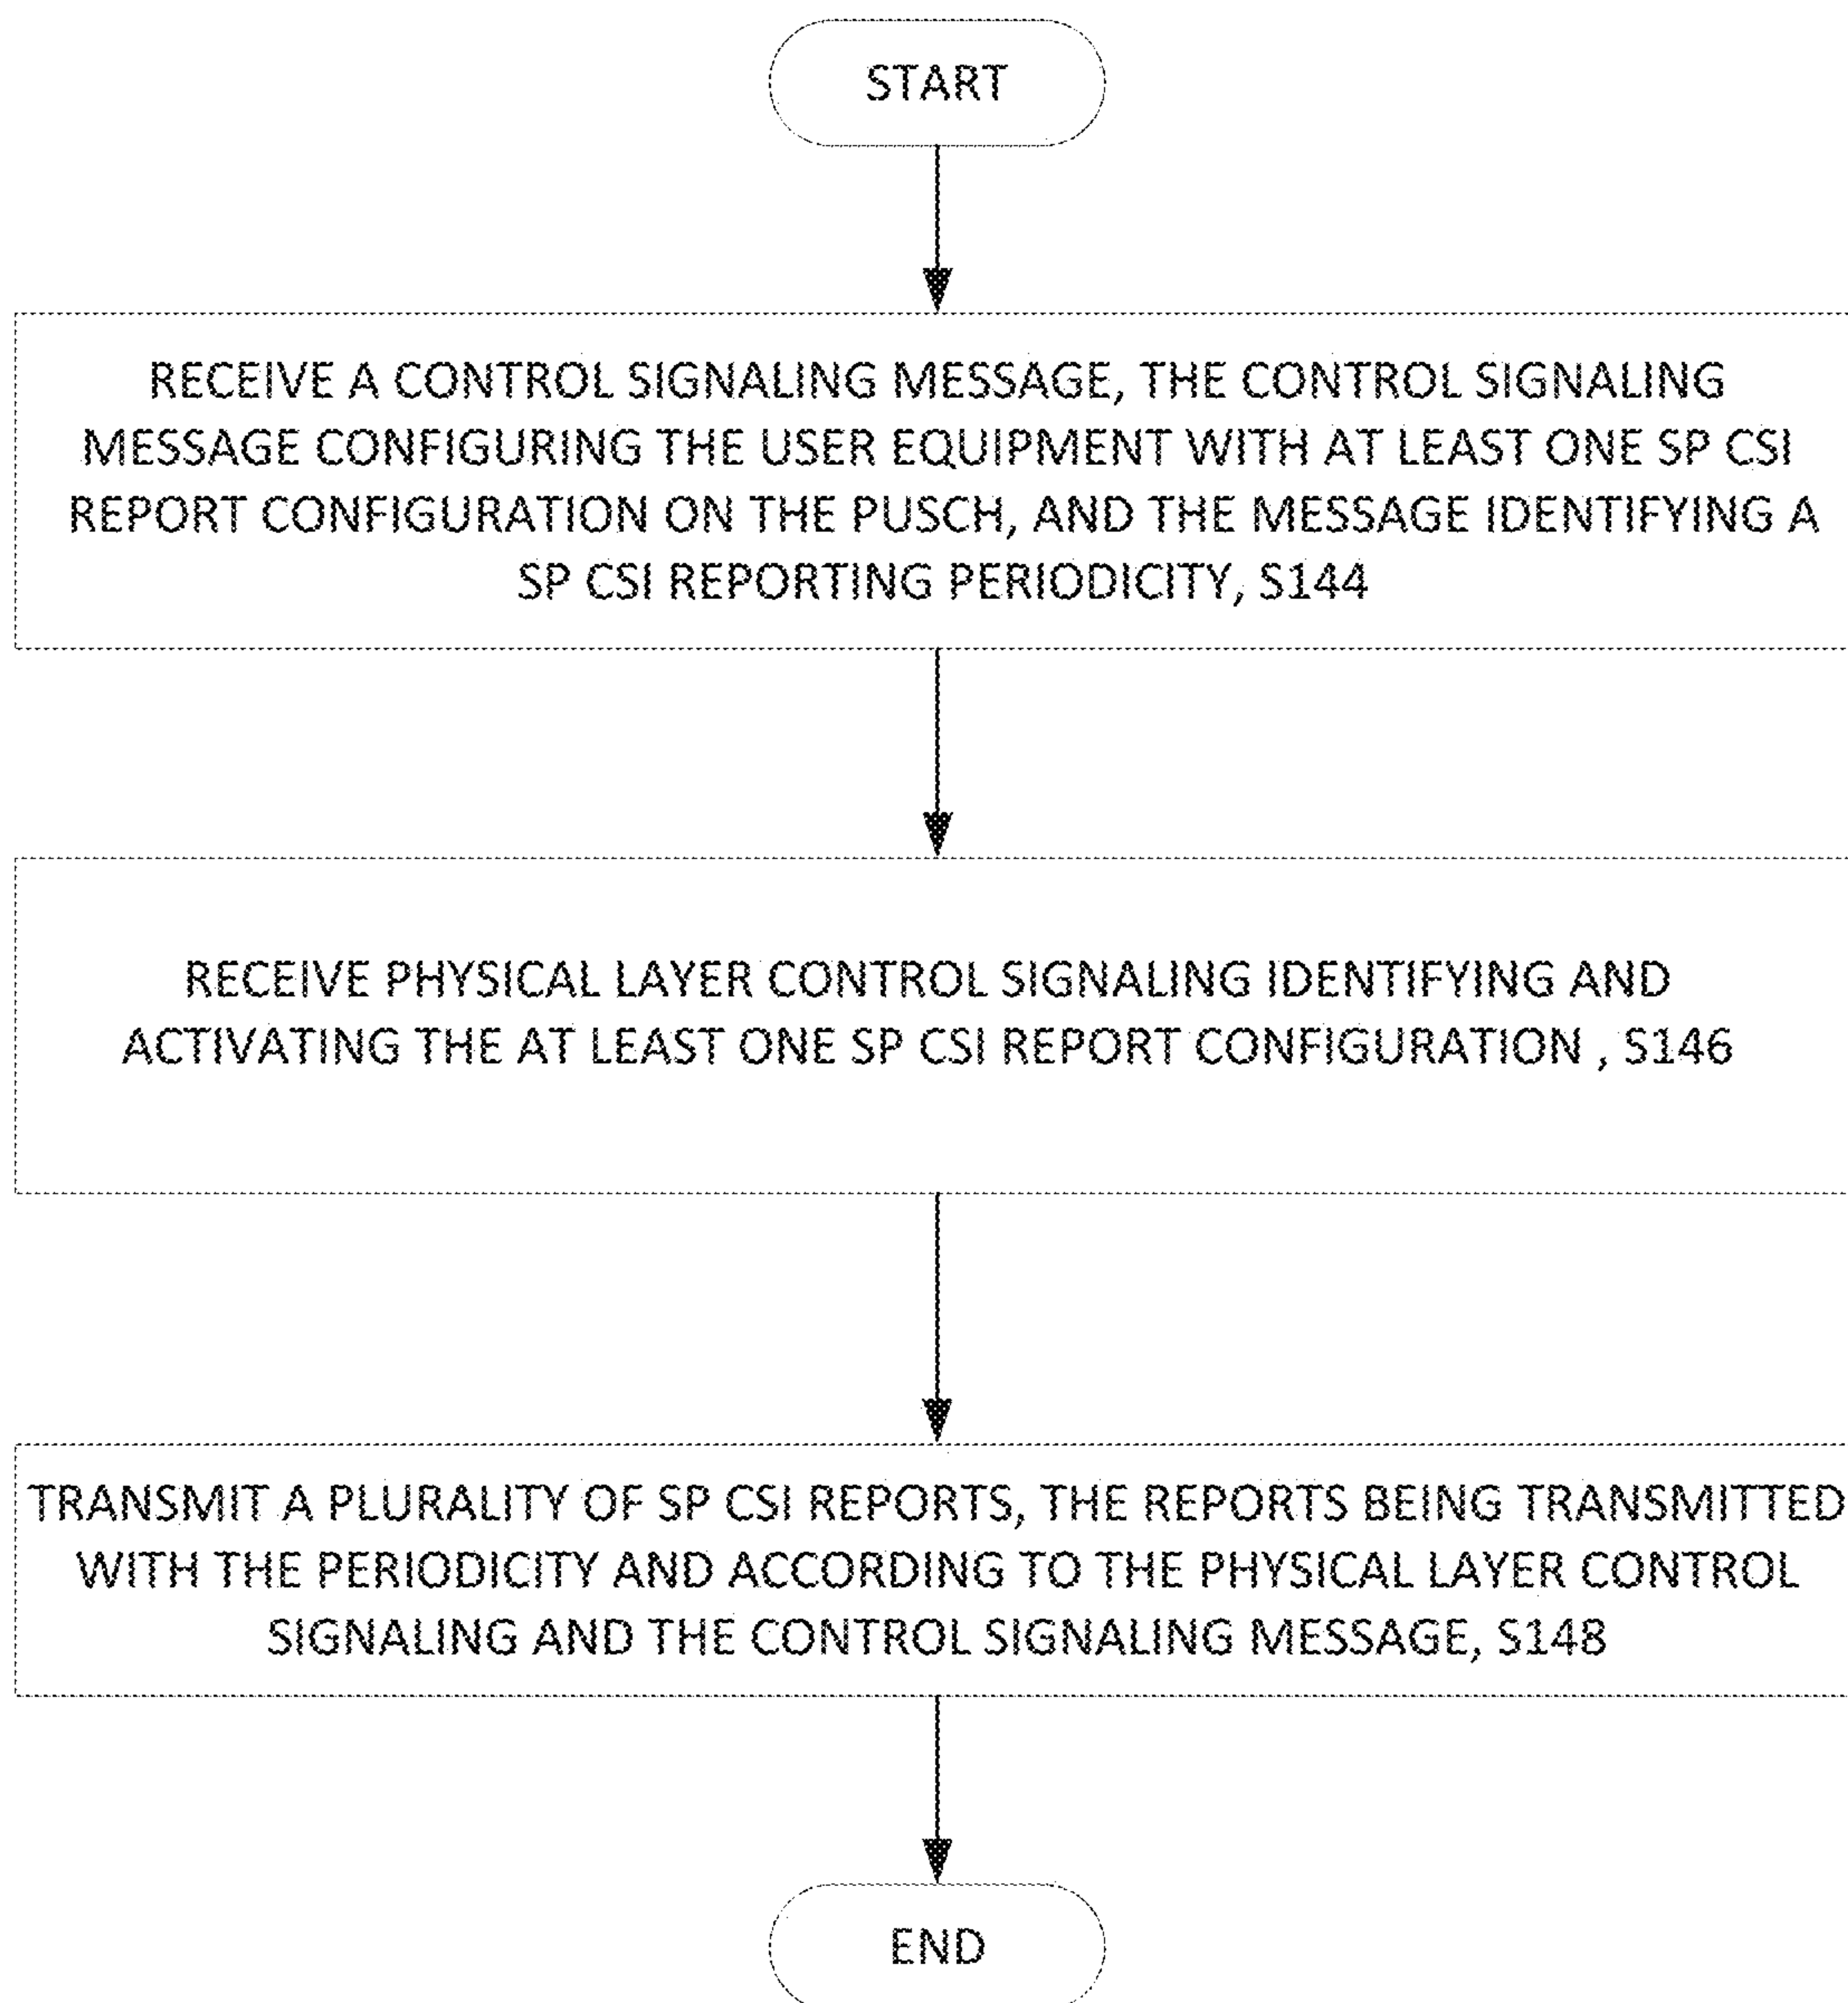 START
RECEIVE A CONTROL SIGNALING MESSAGE, THE CONTROL SIGNALING
MESSAGE CONFIGURING THE USER EQUIPMENT WITH AT LEAST ONE SP CSI
REPORT CONFIGURATION ON THE PUSCH, AND THE MESSAGE IDENTIFYING A
SP CSI REPORTING PERIODICITY, S144
RECEIVE PHYSICAL LAYER CONTROL SIGNALING IDENTIFYING AND
ACTIVATING THE AT LEAST ONE SP CSI REPORT CONFIGURATION , S146
TRANSMIT A PLURALITY OF SP CSI REPORTS, THE REPORTS BEING TRANSMITTED
WITH THE PERIODICITY AND ACCORDING TO THE PHYSICAL LAYER CONTROL
SIGNALING AND THE CONTROL SIGNALING MESSAGE, S148
END